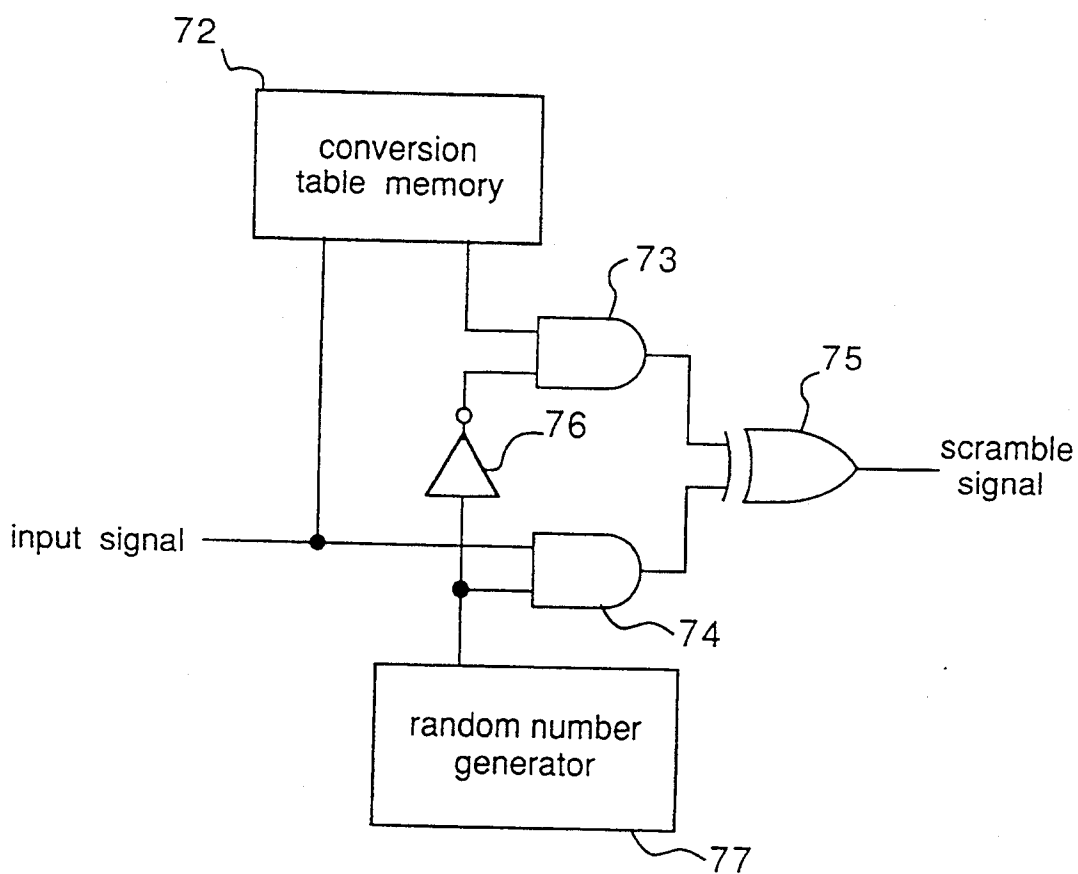 72
conversion
table memory
73
75
76
scramble
signal
input signal
74
random number
generator
77